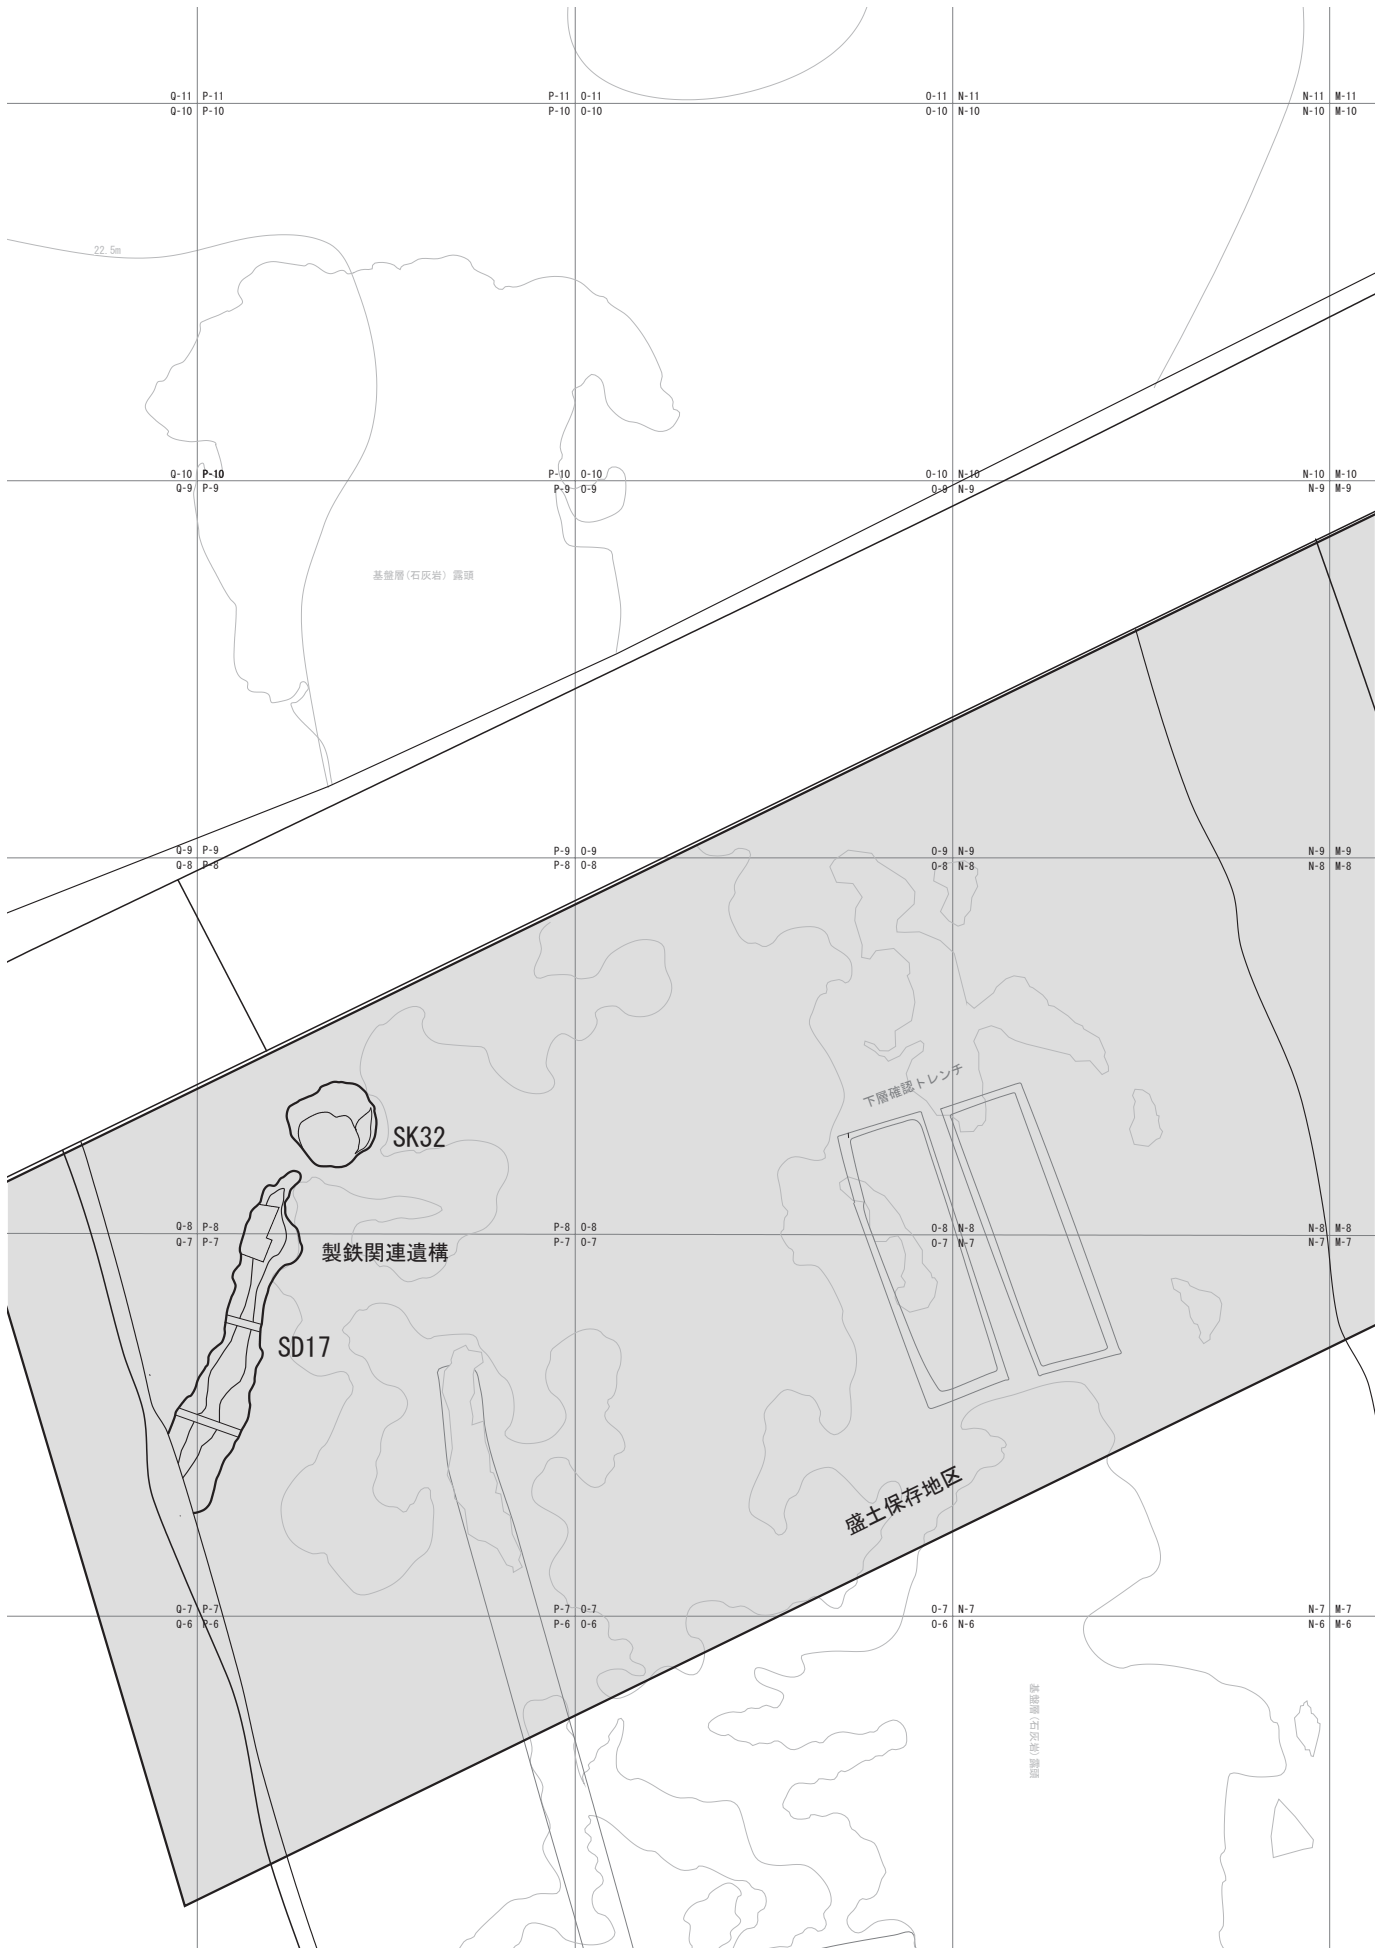 Q-11 P-11 P-11 O-11 O-11 N-11 N-11 M-11
Q-10 P-10 P-10 O-10 O-10 N-10 N-10 M-10
22.5m
Q-10 P-10 P-10 O-10 O-10 N-10 N-10 M-10
Q-9 P-9 P-9 O-9 O-9 N-9 N-9 M-9
基盤層(石灰岩)露頭
Q-9 P-9 P-9 O-9 O-9 N-9 N-9 M-9
Q-8 P-8 P-8 O-8 O-8 N-8 N-8 M-8
下層確認トレンチ
SK32
Q-8 P-8 P-8 O-8 O-8 N-8 N-8 M-8
Q-7 P-7 P-7 O-7 O-7 N-7 N-7 M-7
製鉄関連遺構
SD17
盛土保存地区
Q-7 P-7 P-7 O-7 O-7 N-7 N-7 M-7
Q-6 P-6 P-6 O-6 O-6 N-6 N-6 M-6
基盤層(石灰岩)露頭